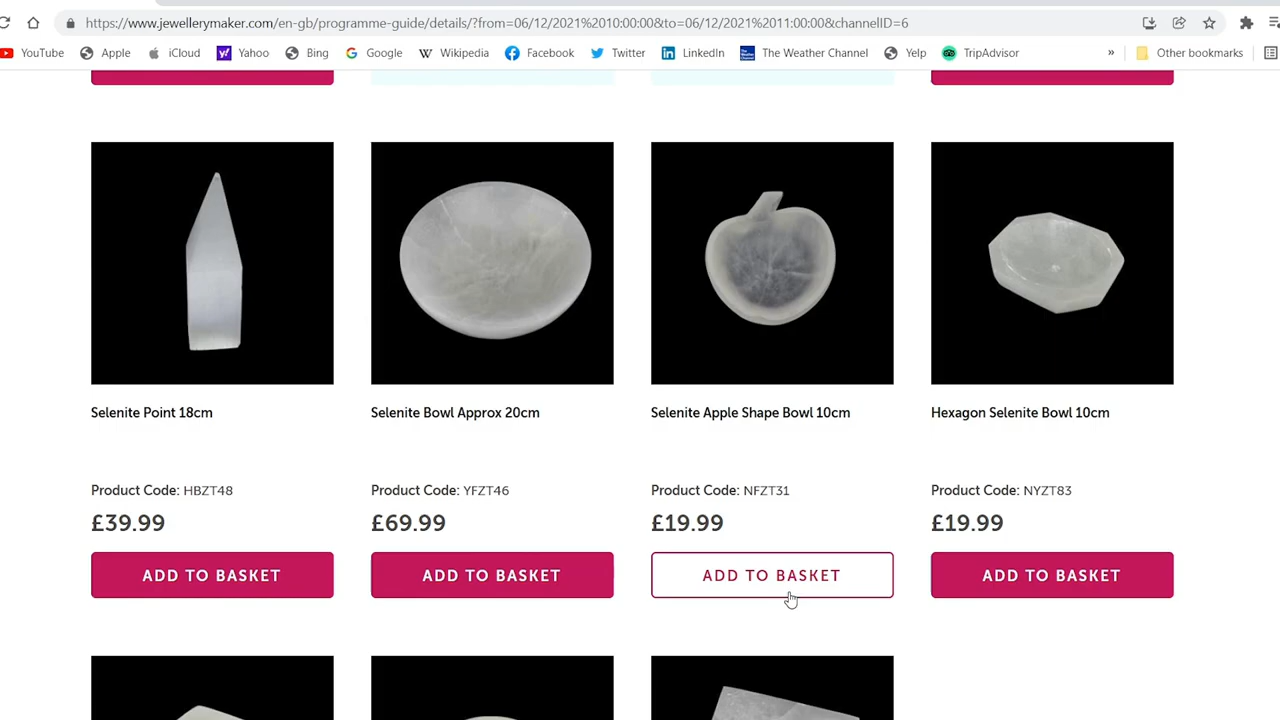 https://www.jewellerymaker.com/en-gb/programme-guide/details/?from=06/12/2021%2010:00:00&to=06/12/2021%2011:00:00&channelID=6
YouTube Apple iCloud Yahoo Bing Google Wikipedia Facebook Twitter LinkedIn The Weather Channel Yelp TripAdvisor » Other bookmarks
Selenite Point 18cm
Selenite Bowl Approx 20cm
Selenite Apple Shape Bowl 10cm
Hexagon Selenite Bowl 10cm
Product Code: HBZT48
Product Code: YFZT46
Product Code: NFZT31
Product Code: NYZT83
£39.99
£69.99
£19.99
£19.99
ADD TO BASKET
ADD TO BASKET
ADD TO BASKET
ADD TO BASKET